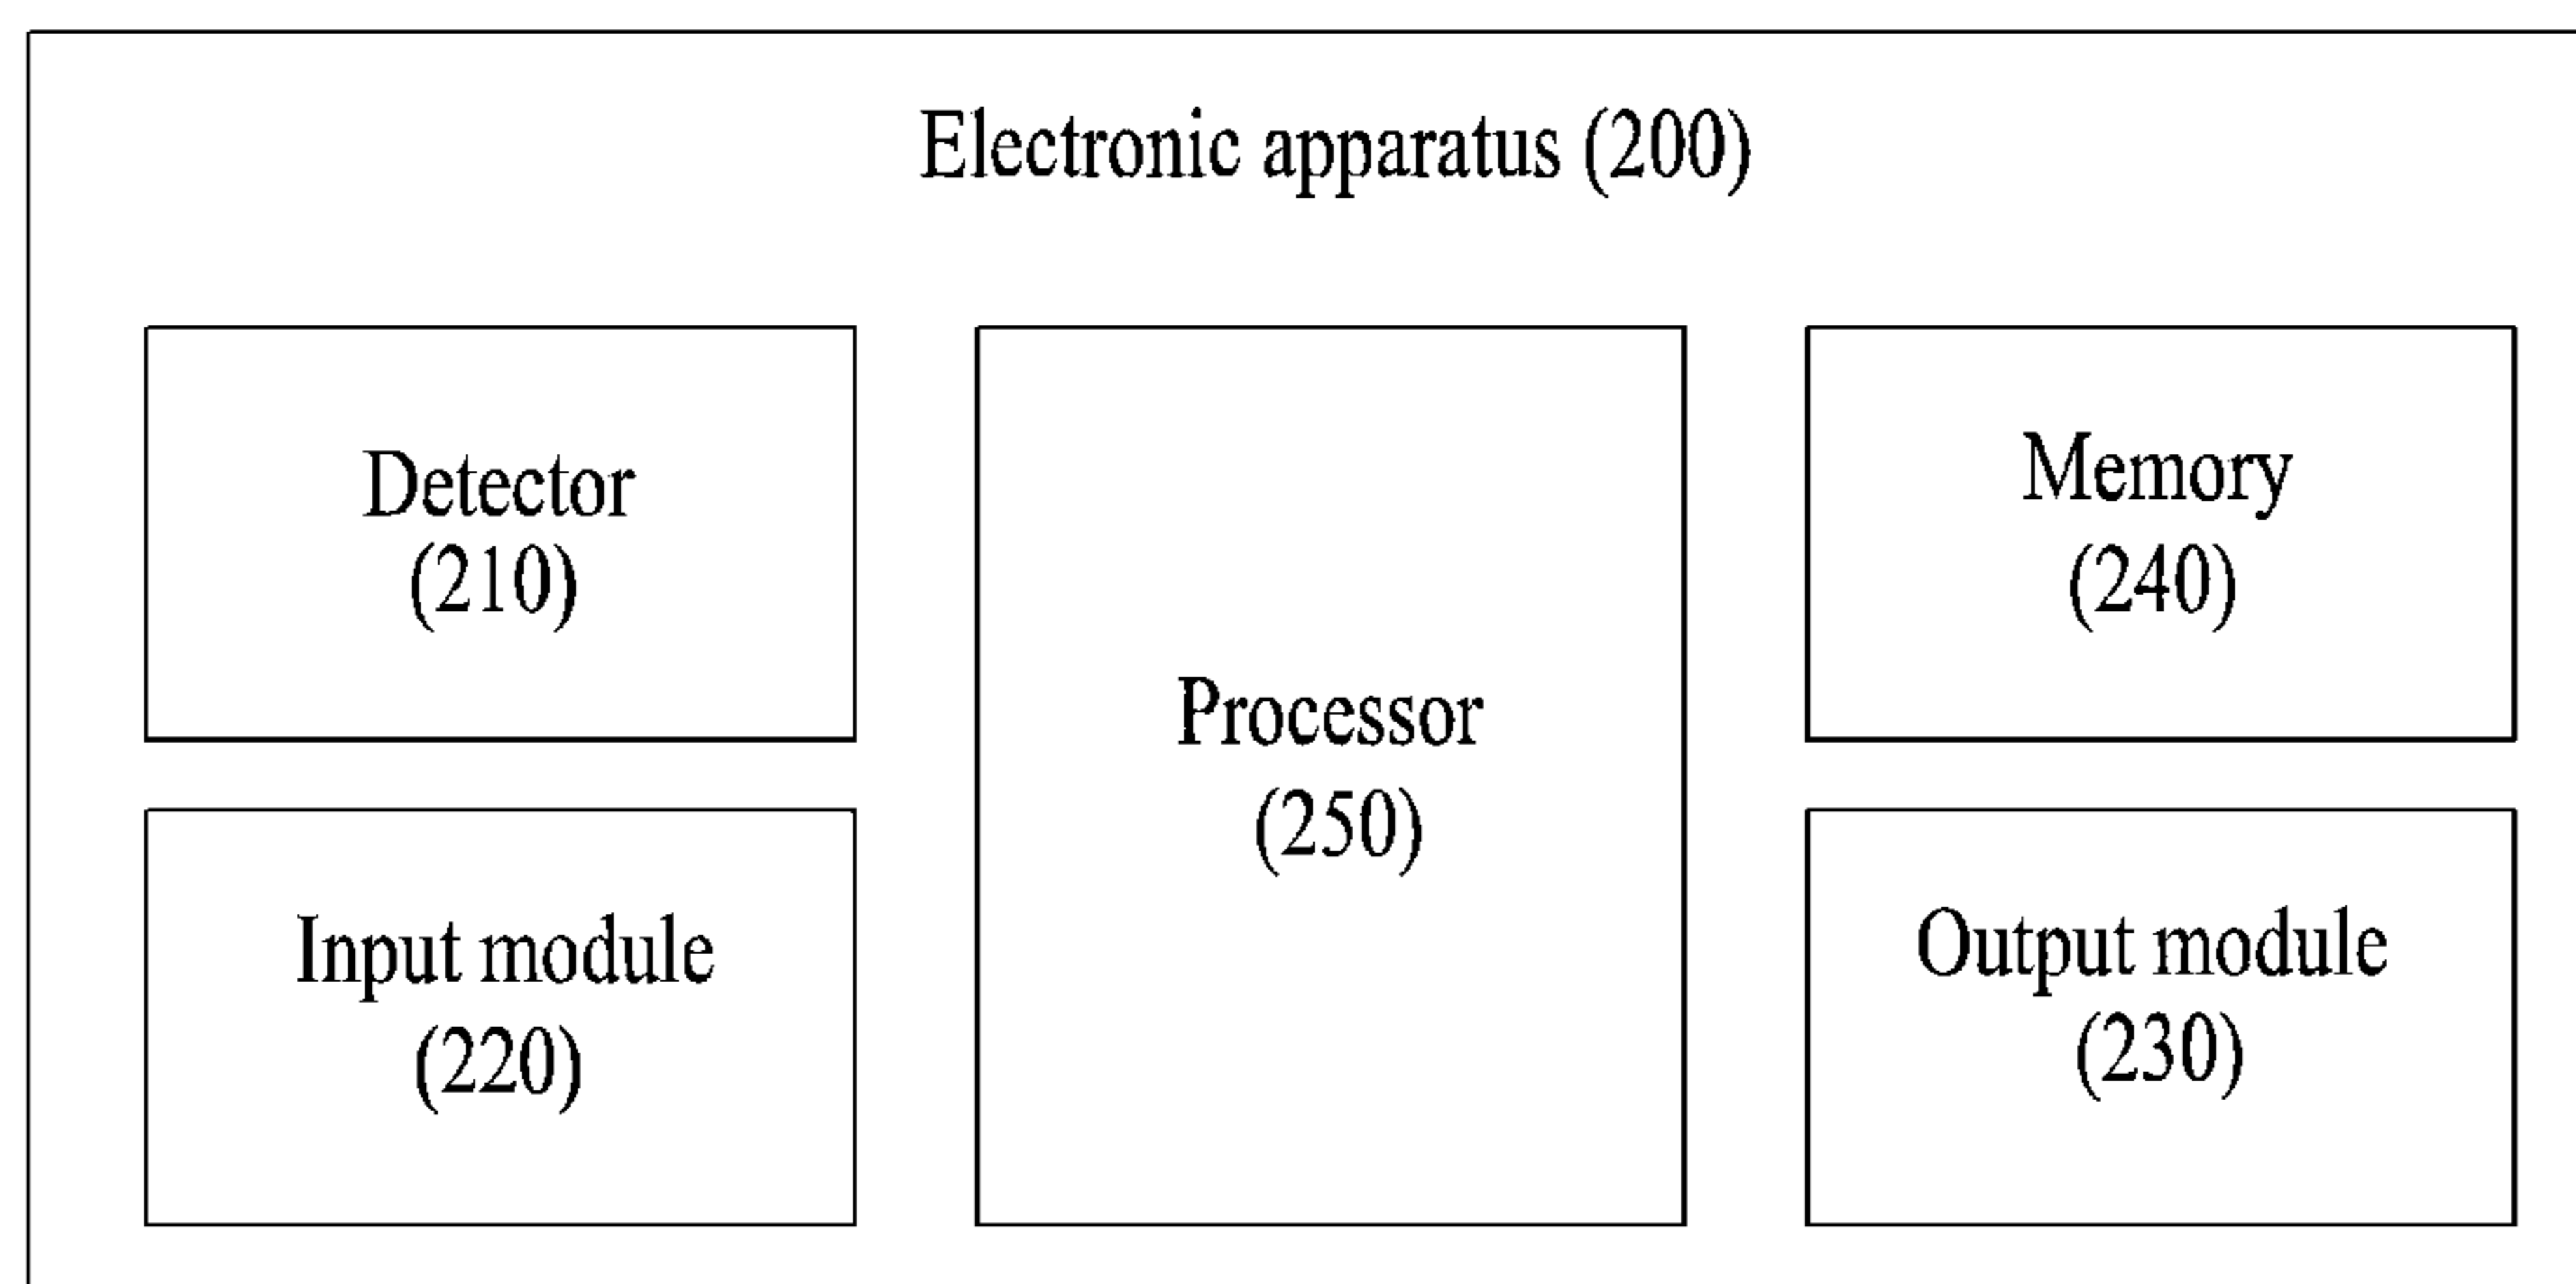 Electronic apparatus (200)
Detector
(210)
Input module
(220)
Processor
(250)
Memory
(240)
Output module
(230)